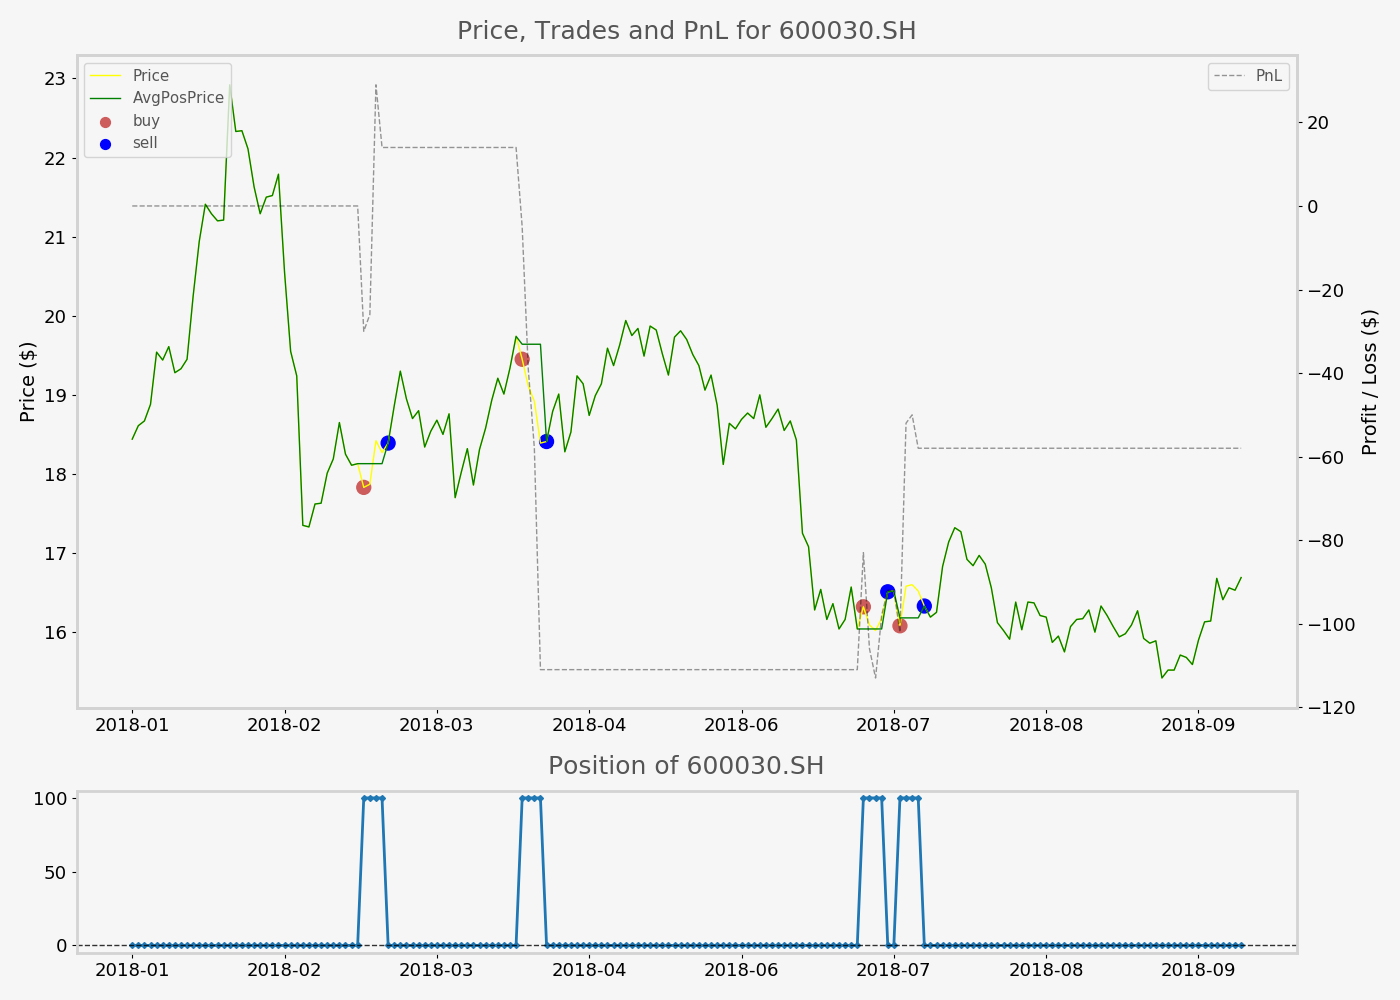 Price, Trades and PnL for 600030.SH
Price
AvgPosPrice
buy
sell
PnL
Price ($)
23
22
21
20
19
18
17
16
Profit / Loss ($)
20
0
−20
−40
−60
−80
−100
−120
2018-01 2018-02 2018-03 2018-04 2018-06 2018-07 2018-08 2018-09
Position of 600030.SH
100
50
0
2018-01 2018-02 2018-03 2018-04 2018-06 2018-07 2018-08 2018-09